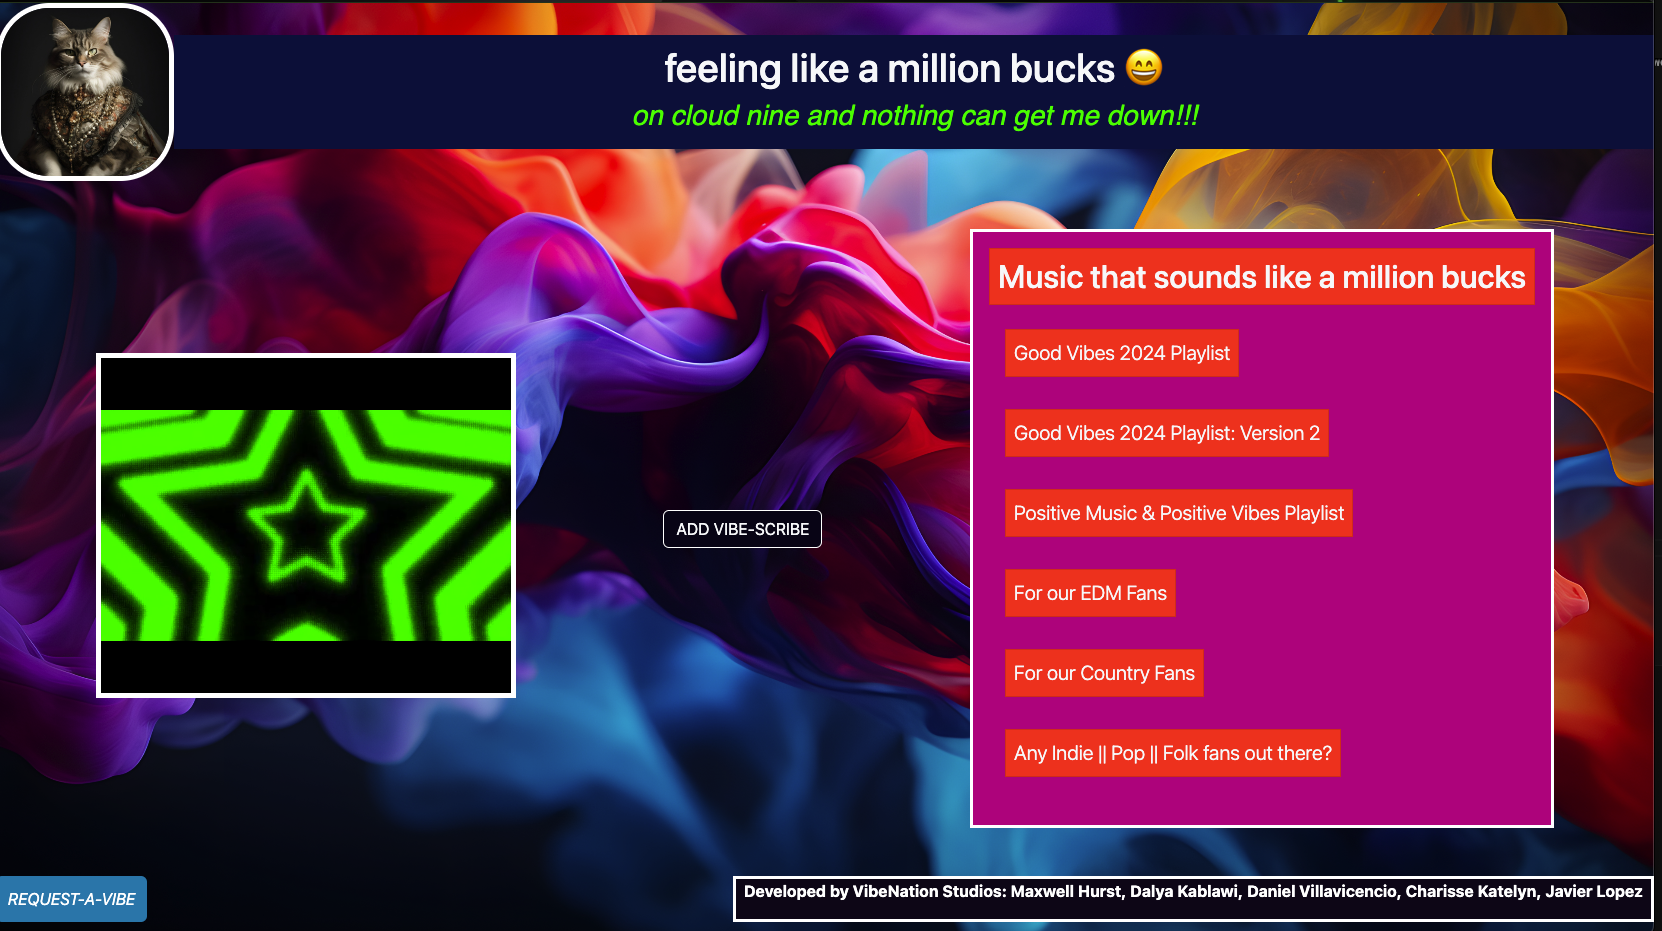 feeling like a million bucks 😄
on cloud nine and nothing can get me down!!!
Music that sounds like a million bucks
Good Vibes 2024 Playlist
Good Vibes 2024 Playlist: Version 2
Positive Music & Positive Vibes Playlist
ADD VIBE-SCRIBE
For our EDM Fans
For our Country Fans
Any Indie || Pop || Folk fans out there?
REQUEST-A-VIBE
Developed by VibeNation Studios: Maxwell Hurst, Dalya Kablawi, Daniel Villavicencio, Charisse Katelyn, Javier Lopez